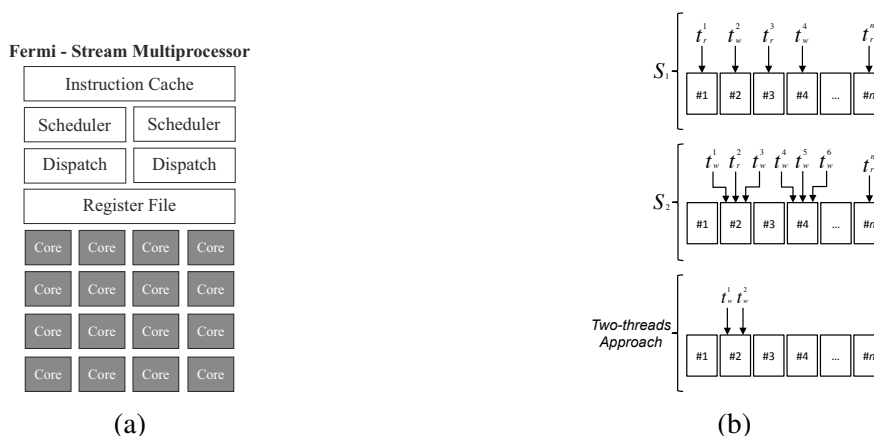 Fermi - Stream Multiprocessor
Instruction Cache
Scheduler Scheduler
Dispatch Dispatch
Register File
Core Core Core Core
Core Core Core Core
Core Core Core Core
Core Core Core Core
(a)
t_r^1 t_w^2 t_r^3 t_w^4 t_r^n
S_1
#1 #2 #3 #4 ... #n
t_w^1 t_r^2 t_w^3 t_w^4 t_w^5 t_w^6 t_r^n
S_2
#1 #2 #3 #4 ... #n
t_w^1 t_w^2
Two-threads
Approach
#1 #2 #3 #4 ... #n
(b)